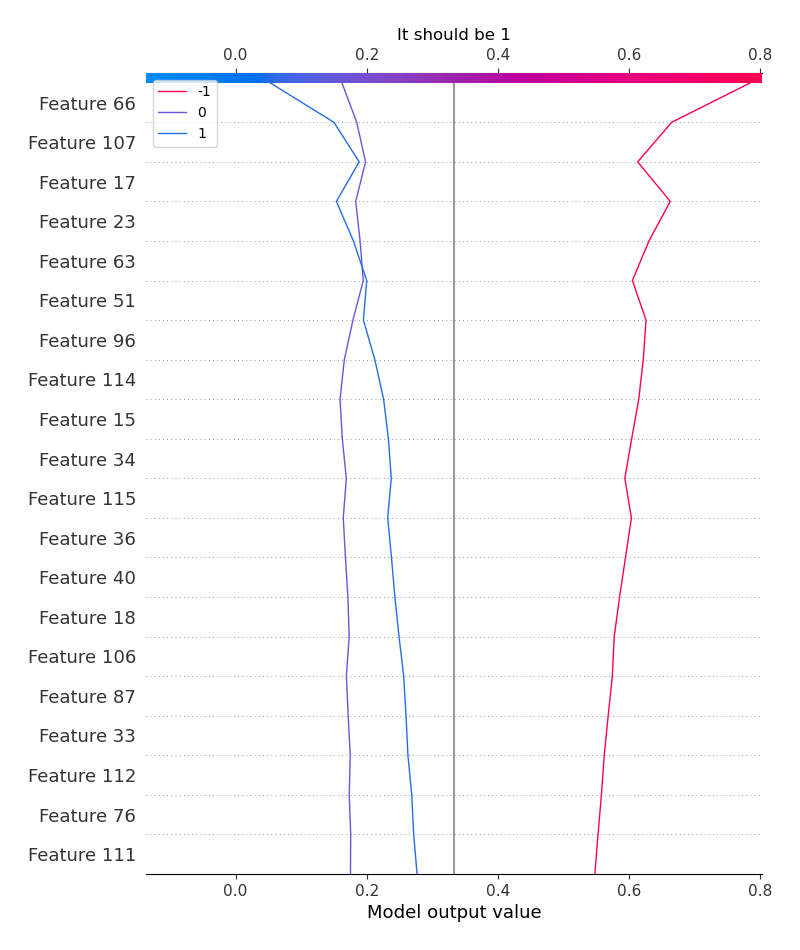 It should be 1
0.0 0.2 0.4 0.6 0.8
-1
0
1
Feature 66
Feature 107
Feature 17
Feature 23
Feature 63
Feature 51
Feature 96
Feature 114
Feature 15
Feature 34
Feature 115
Feature 36
Feature 40
Feature 18
Feature 106
Feature 87
Feature 33
Feature 112
Feature 76
Feature 111
0.0 0.2 0.4 0.6 0.8
Model output value